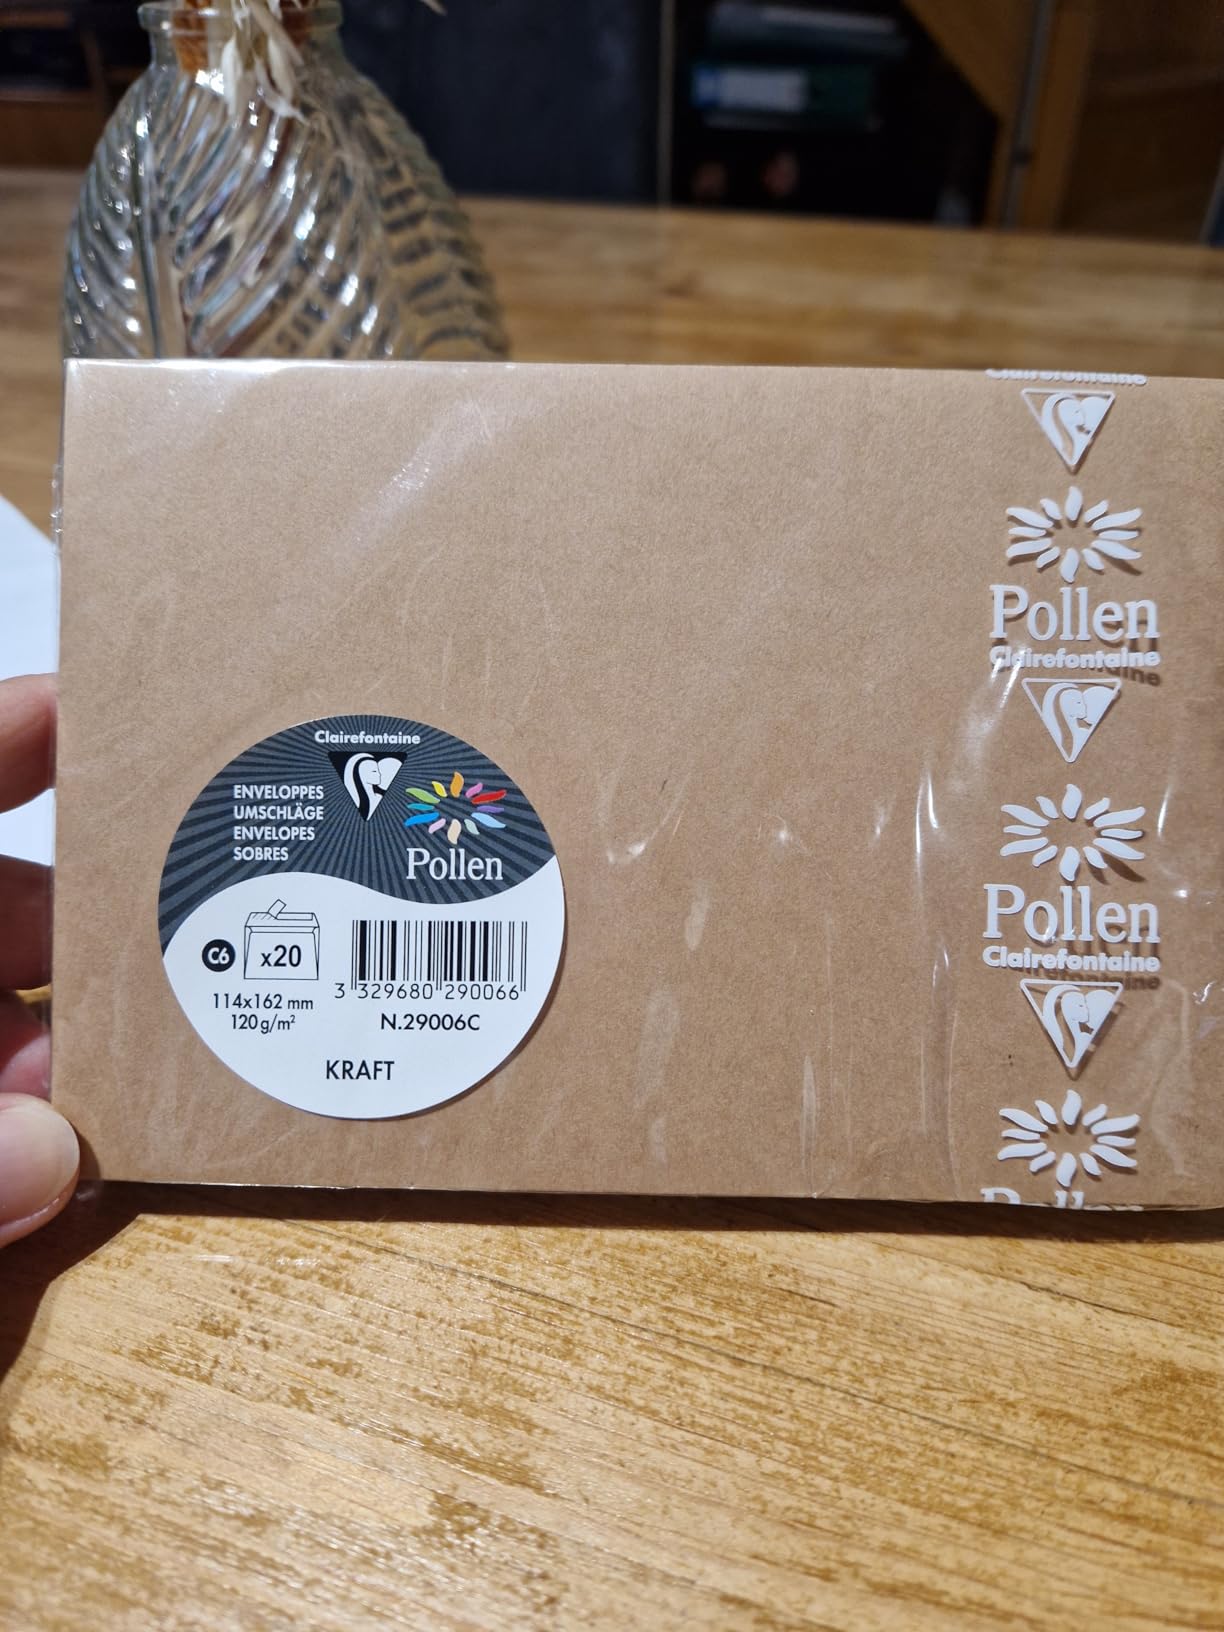 Clairefontaine
Pollen
Clairefontaine
Pollen
Clairefontaine
Pollen
Clairefontaine
ENVELOPPES
UMSCHLÄGE
ENVELOPES
SOBRES
Pollen
C6
x20
114x162 mm
120 g/m²
3 329680 290066
N.29006C
KRAFT